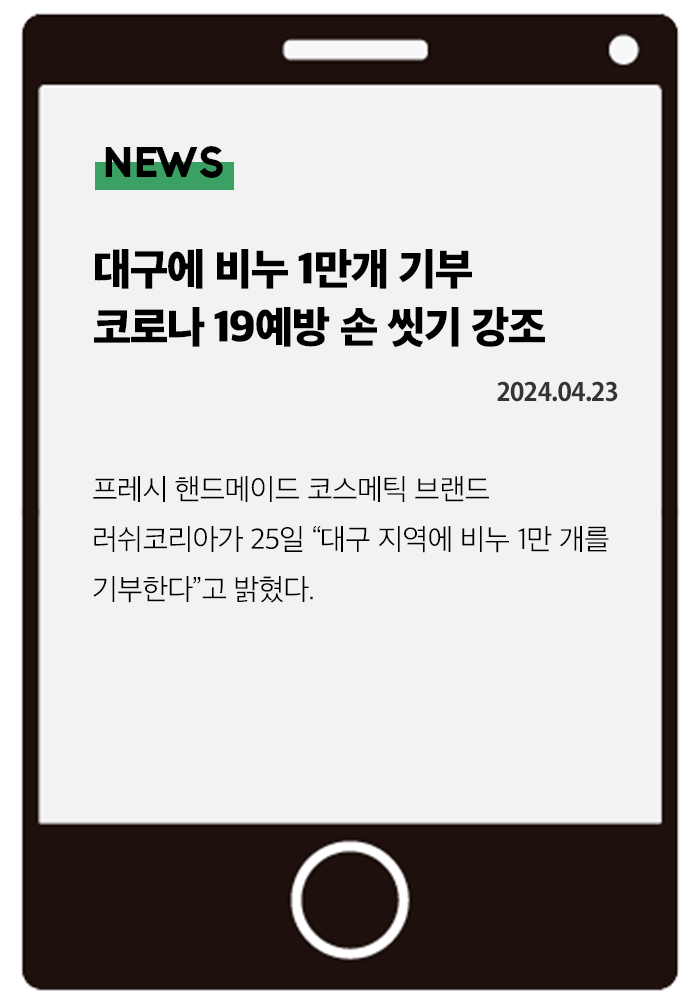 NEWS
대구에 비누 1만개 기부
코로나 19예방 손 씻기 강조
2024.04.23
프레시 핸드메이드 코스메틱 브랜드
러쉬코리아가 25일 “대구 지역에 비누 1만 개를
기부한다”고 밝혔다.